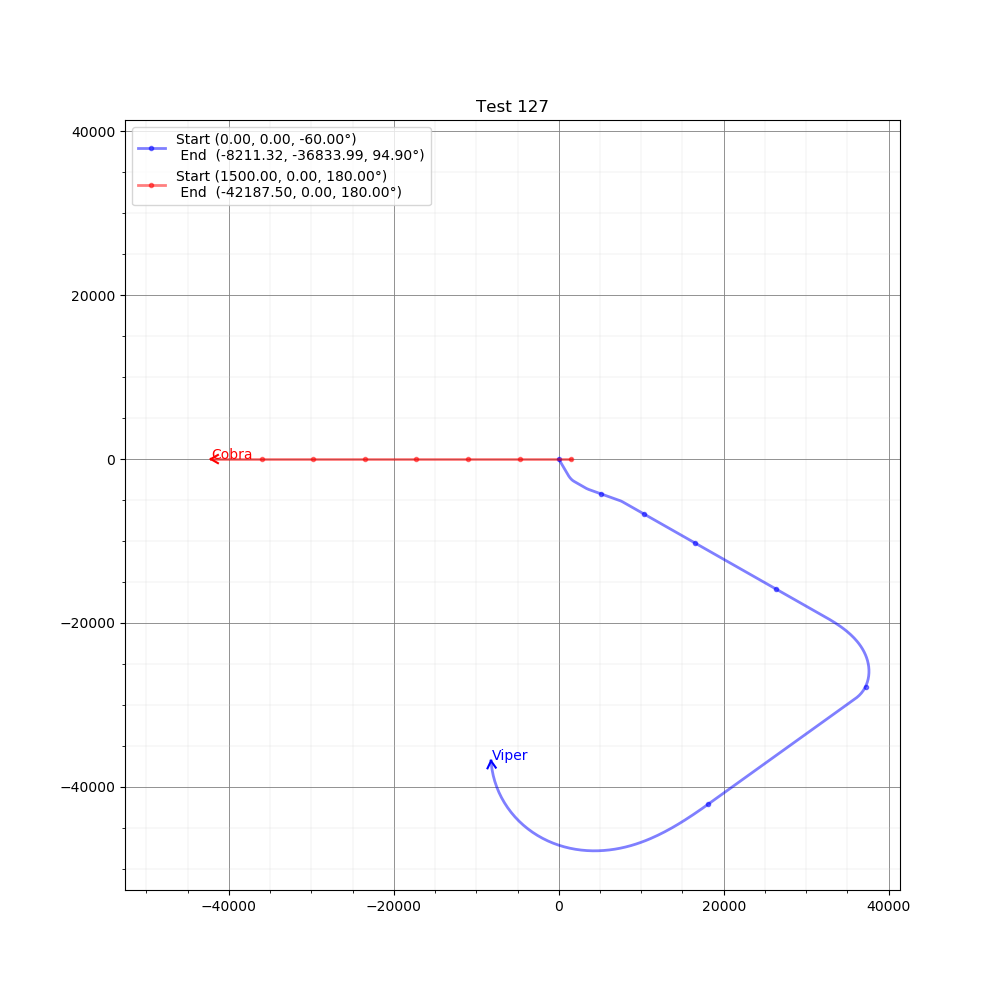 Test 127
Start (0.00, 0.00, -60.00°)
End  (-8211.32, -36833.99, 94.90°)
Start (1500.00, 0.00, 180.00°)
End  (-42187.50, 0.00, 180.00°)
40000
20000
0
−20000
−40000
Cobra
Viper
−40000
−20000
0
20000
40000